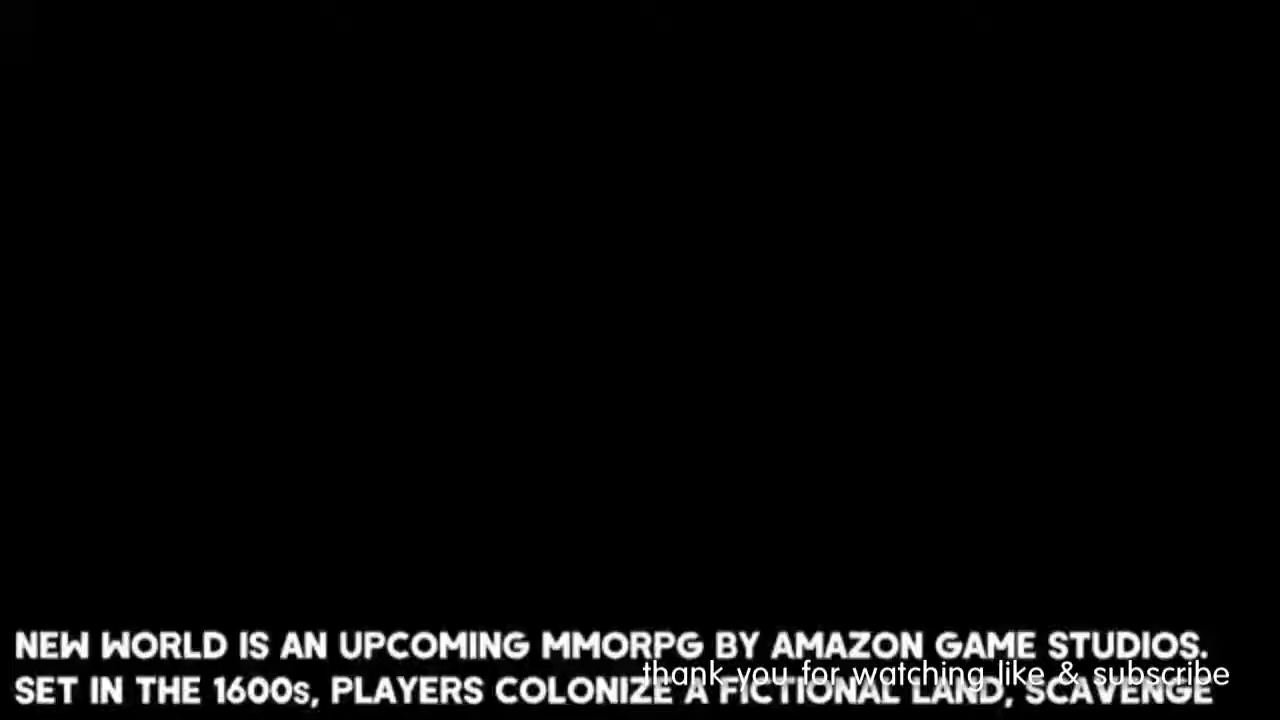 NEW WORLD IS AN UPCOMING MMORPG BY AMAZON GAME STUDIOS.
thank you for watching like & subscribe
SET IN THE 1600s, PLAYERS COLONIZE A FICTIONAL LAND, SCAVENGE